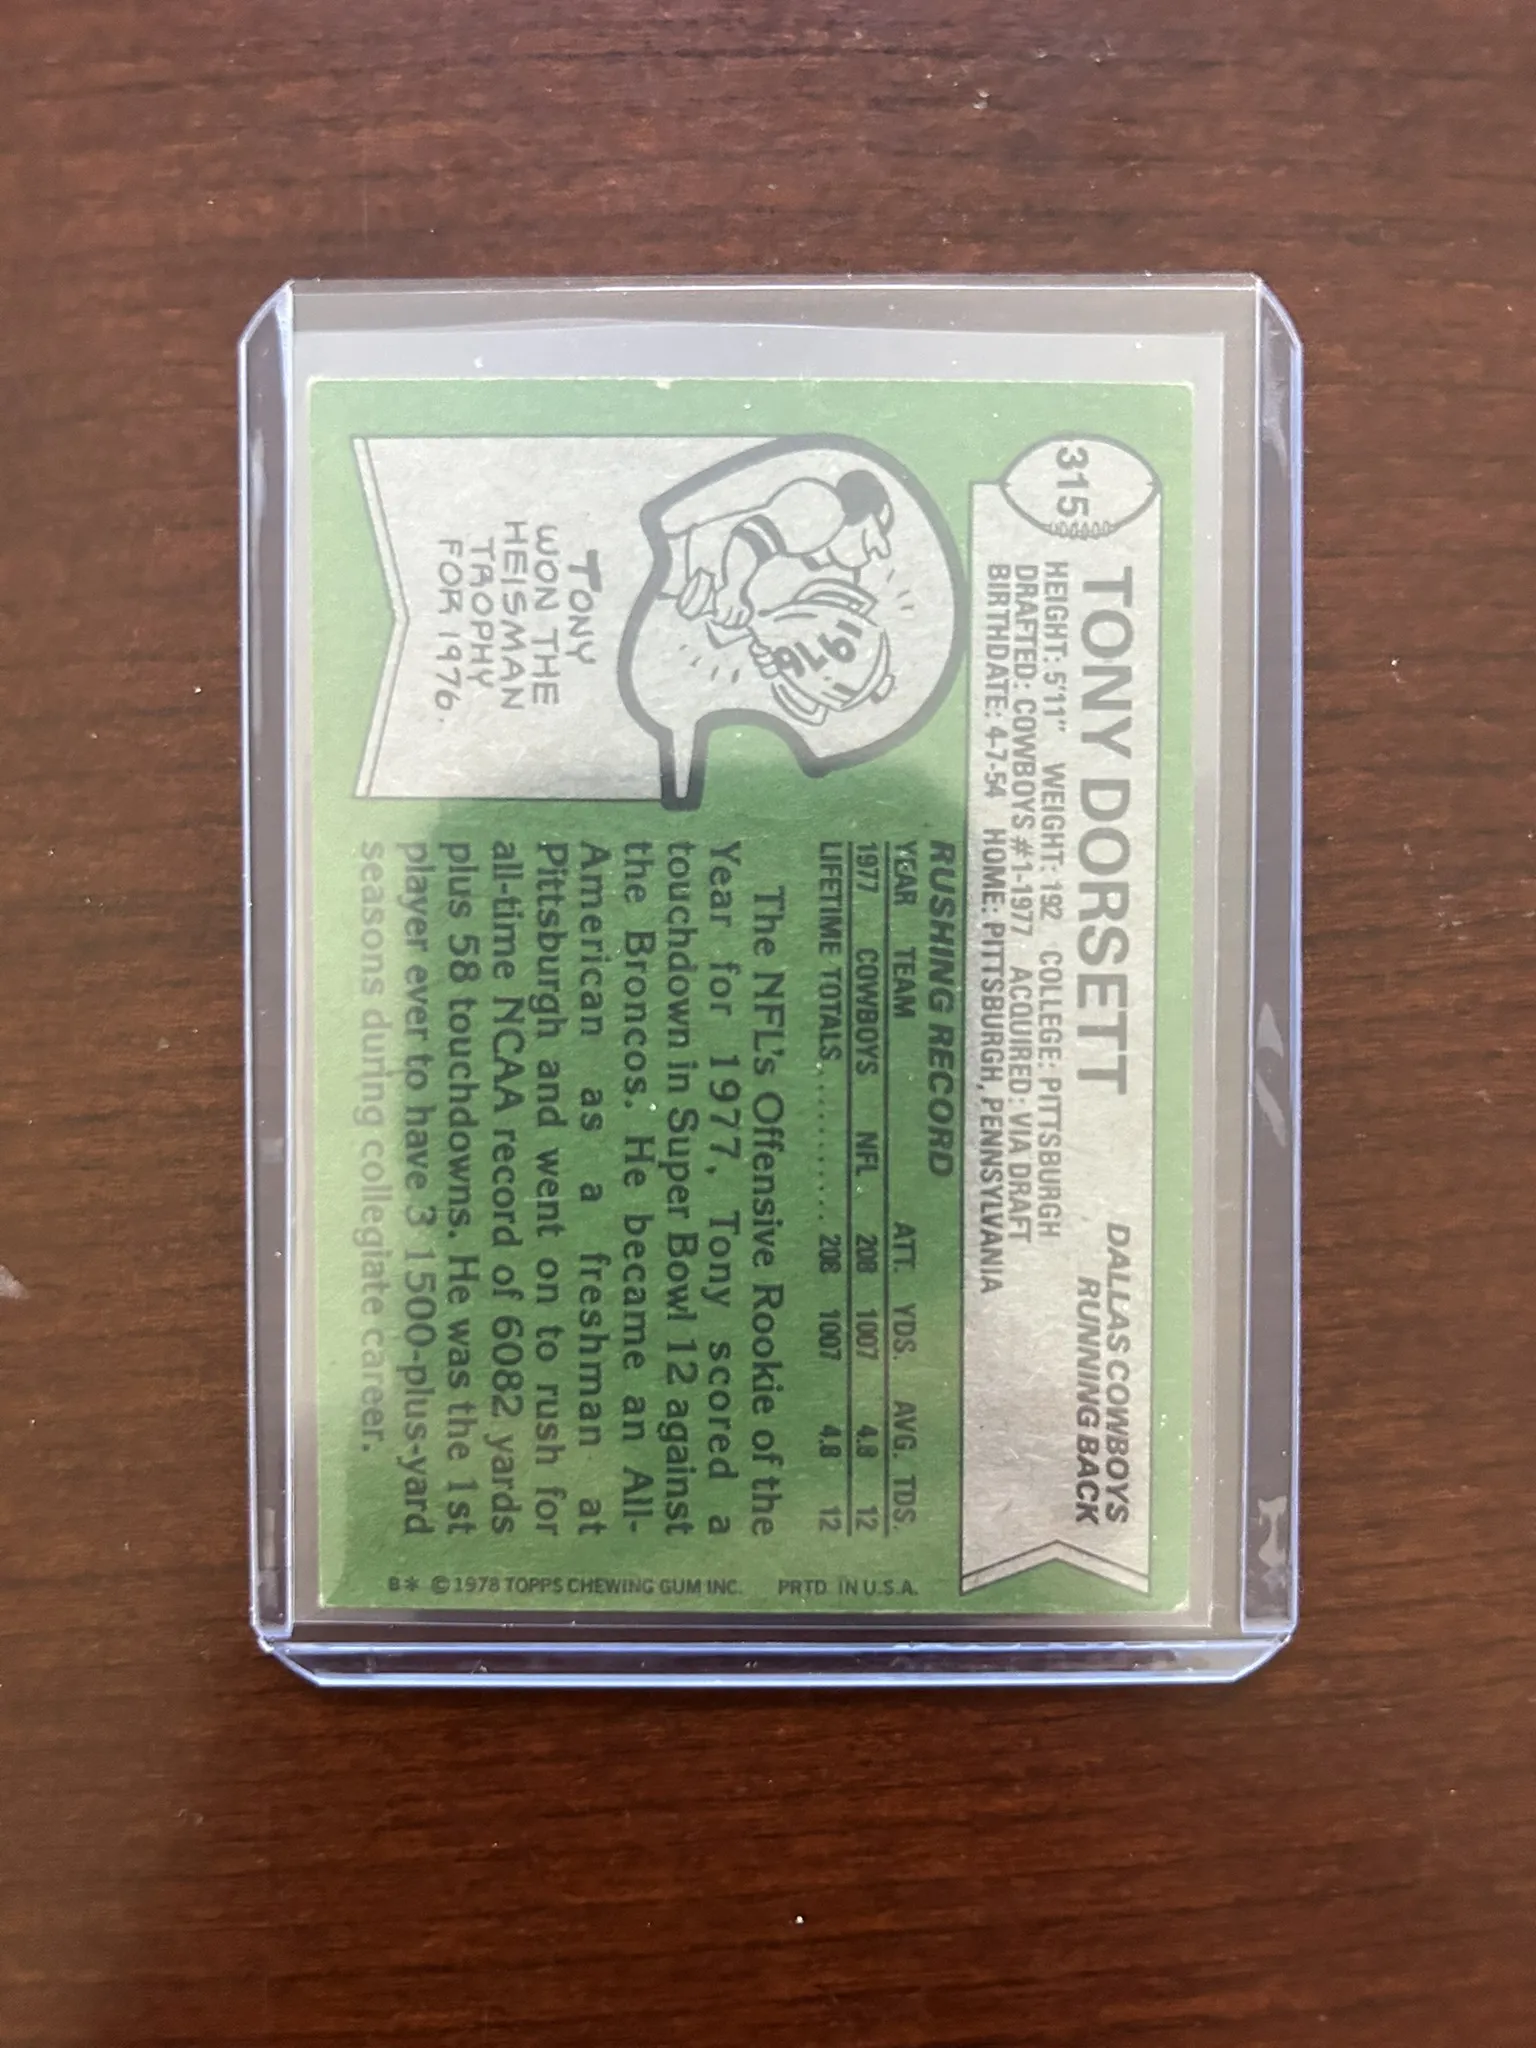 315
TONY DORSETT
DALLAS COWBOYS
RUNNING BACK
HEIGHT: 5'11" WEIGHT: 192 COLLEGE: PITTSBURGH
DRAFTED: COWBOYS #1-1977 ACQUIRED: VIA DRAFT
BIRTHDATE: 4-7-54 HOME: PITTSBURGH, PENNSYLVANIA
1976
TONY
WON THE
HEISMAN
TROPHY
FOR 1976.
RUSHING RECORD
YEAR TEAM ATT. YDS. AVG. TDS.
1977 COWBOYS NFL 208 1007 4.8 12
LIFETIME TOTALS .......... 208 1007 4.8 12
The NFL's Offensive Rookie of the
Year for 1977, Tony scored a
touchdown in Super Bowl 12 against
the Broncos. He became an All-
American as a freshman at
Pittsburgh and went on to rush for
all-time NCAA record of 6082 yards
plus 58 touchdowns. He was the 1st
player ever to have 3 1500-plus-yard
seasons during collegiate career.
B* © 1978 TOPPS CHEWING GUM INC. PRTD. IN U.S.A.